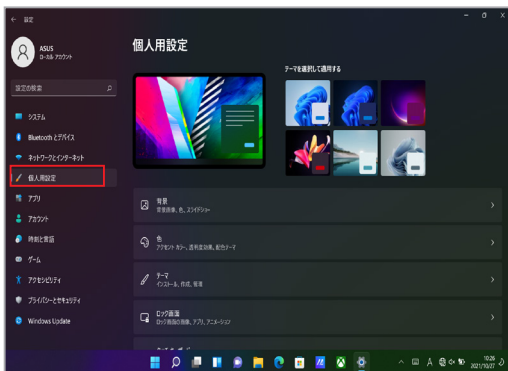 設定
ASUS
ローカル アカウント
設定の検索
システム
Bluetooth とデバイス
ネットワークとインターネット
個人用設定
アプリ
アカウント
時刻と言語
ゲーム
アクセシビリティ
プライバシーとセキュリティ
Windows Update
個人用設定
テーマを選択して適用する
背景
背景画像、色、スライドショー
色
アクセント カラー、透明度効果、配色テーマ
テーマ
インストール、作成、管理
ロック画面
ロック画面の画像、アプリ、アニメーション
A
10:26
2021/10/27